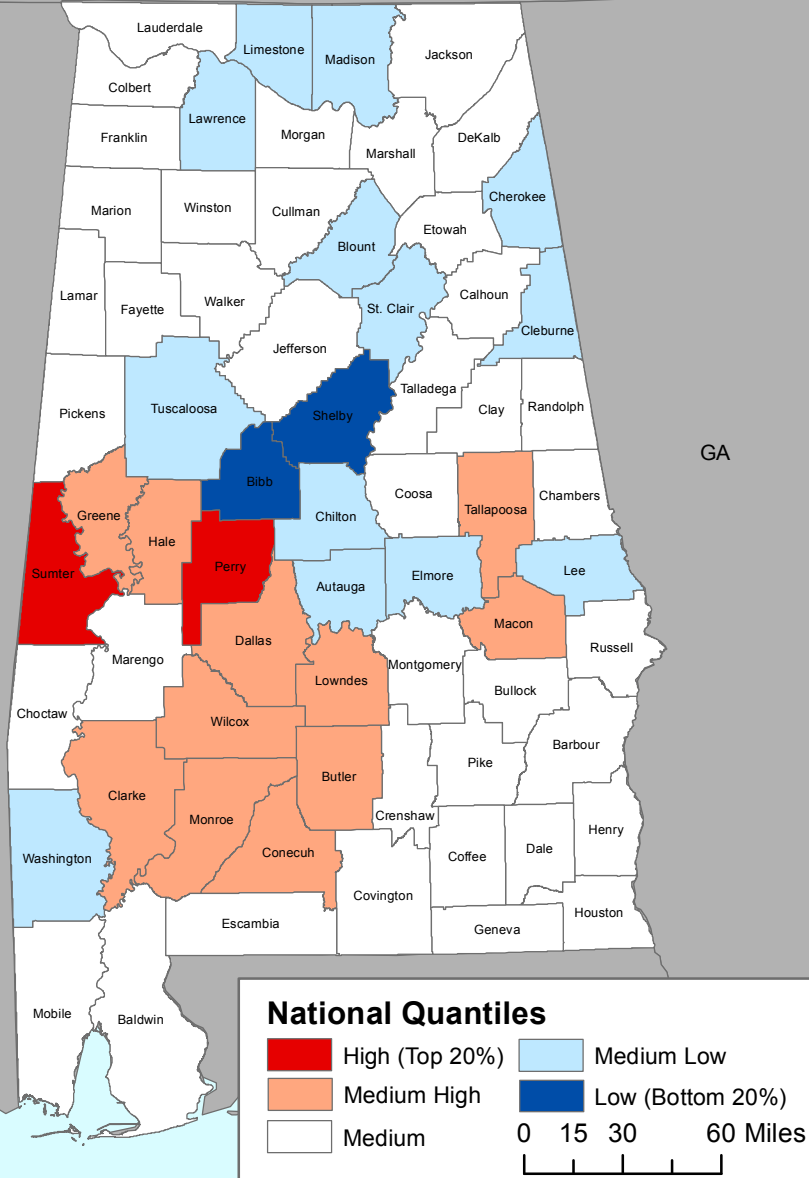 Lauderdale
Limestone
Madison
Jackson
Colbert
Lawrence
Franklin
Morgan
DeKalb
Marshall
Cherokee
Marion
Winston
Cullman
Etowah
Blount
Lamar
Fayette
Walker
St. Clair
Calhoun
Cleburne
Jefferson
Talladega
Pickens
Tuscaloosa
Shelby
Clay
Randolph
GA
Bibb
Coosa
Chambers
Greene
Hale
Chilton
Tallapoosa
Sumter
Perry
Autauga
Elmore
Lee
Macon
Dallas
Russell
Marengo
Montgomery
Lowndes
Bullock
Choctaw
Wilcox
Barbour
Pike
Butler
Clarke
Monroe
Crenshaw
Henry
Conecuh
Coffee
Dale
Washington
Covington
Escambia
Houston
Geneva
Mobile
Baldwin
National Quantiles
High (Top 20%)
Medium High
Medium
Medium Low
Low (Bottom 20%)
0 15 30 60 Miles